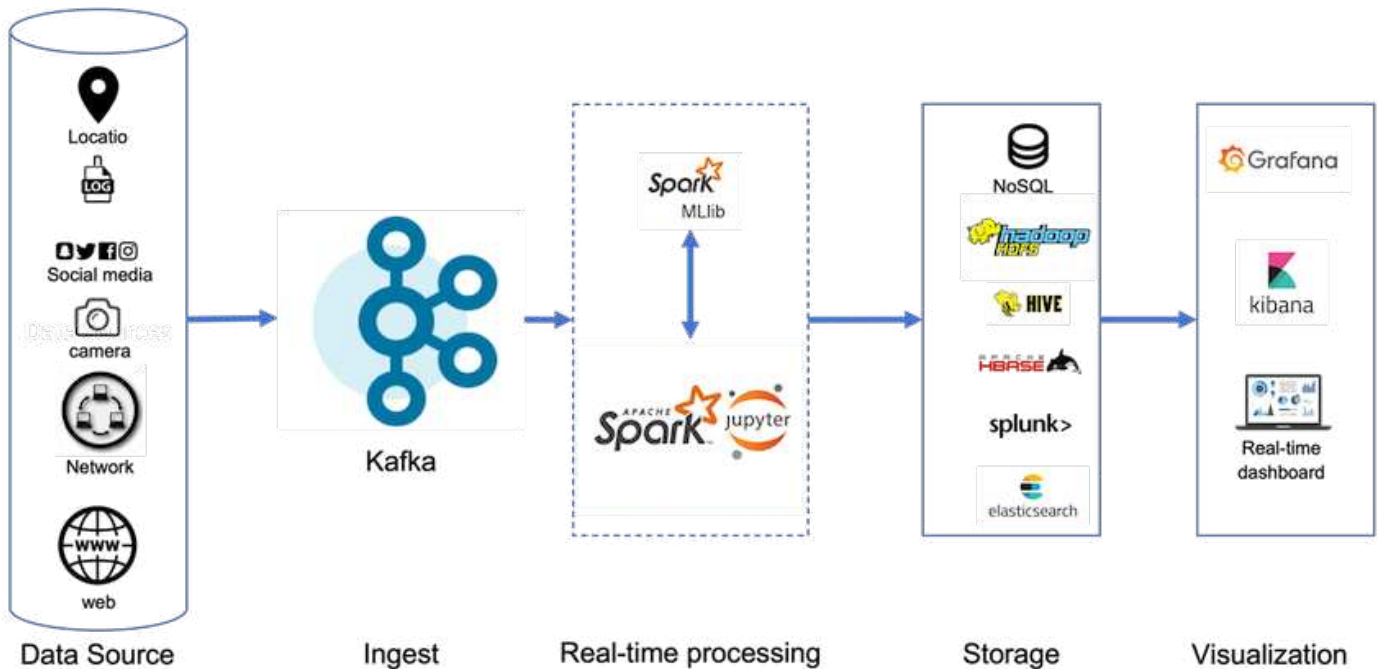 Locatio
LOG
Social media
camera
Network
WWW
web
Data Source
Kafka
Ingest
Spark
MLlib
APACHE
Spark
jupyter
Real-time processing
NoSQL
hadoop
HDFS
HIVE
APACHE
HBASE
splunk>
elasticsearch
Storage
Grafana
kibana
Real-time
dashboard
Visualization